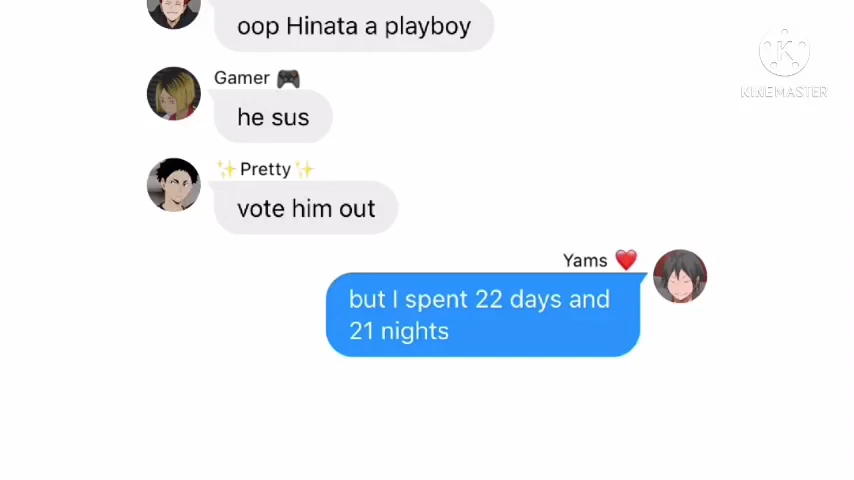 oop Hinata a playboy
KINEMASTER
Gamer 🎮
he sus
✨Pretty✨
vote him out
Yams ❤️
but I spent 22 days and
21 nights